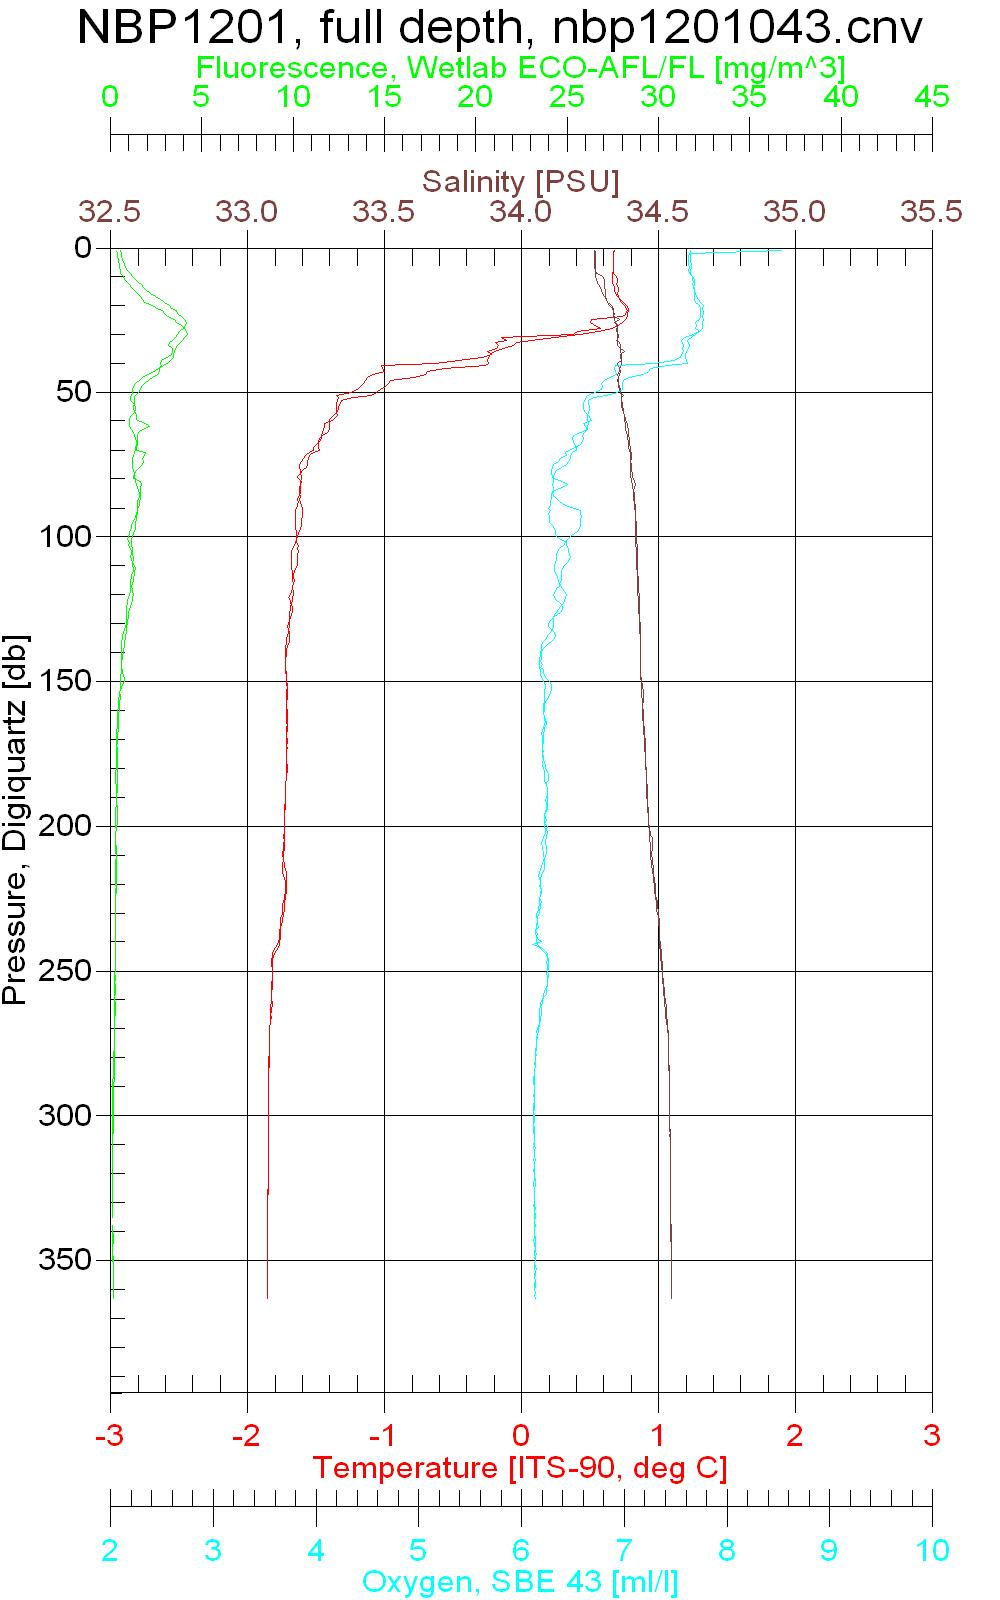 NBP1201, full depth, nbp1201043.cnv
Fluorescence, Wetlab ECO-AFL/FL [mg/m^3]
0 5 10 15 20 25 30 35 40 45
Salinity [PSU]
32.5 33.0 33.5 34.0 34.5 35.0 35.5
0
50
100
150
200
250
300
350
Pressure, Digiquartz [db]
-3 -2 -1 0 1 2 3
Temperature [ITS-90, deg C]
2 3 4 5 6 7 8 9 10
Oxygen, SBE 43 [ml/l]